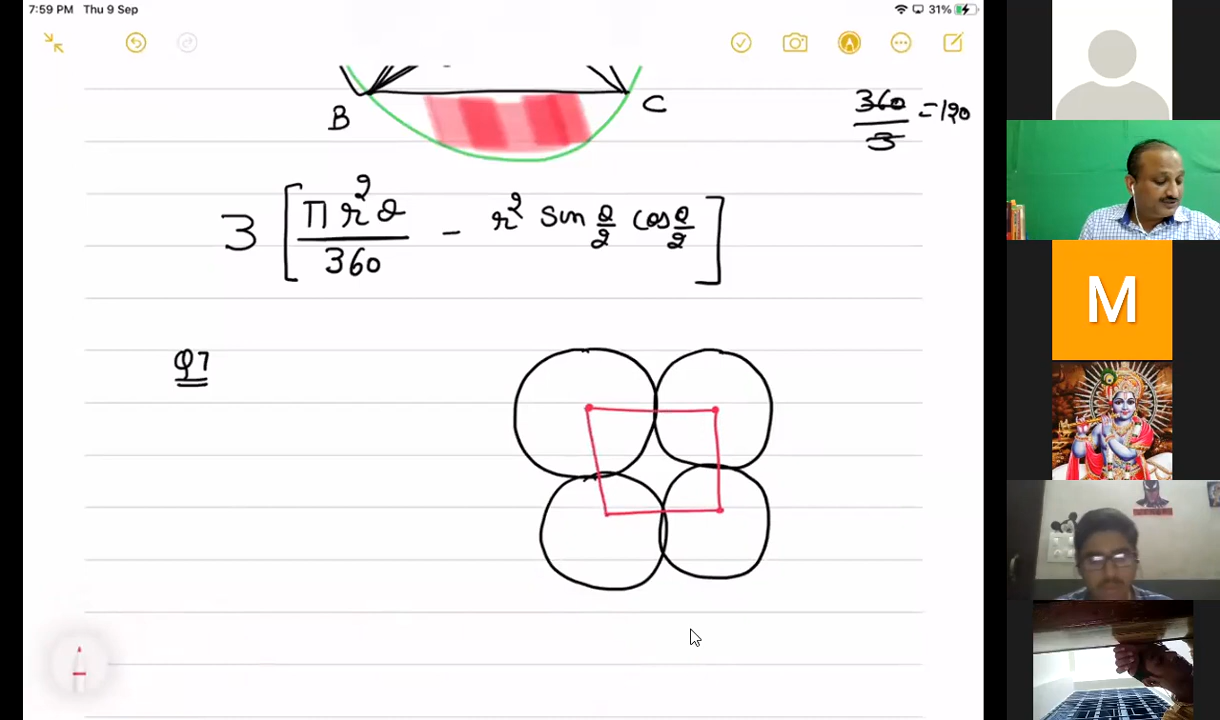 7:59 PM Thu 9 Sep
31%
B
C
360/3 = 120
3 [ πr²θ/360 - r² Sin θ/2 Cos θ/2 ]
Q7
M